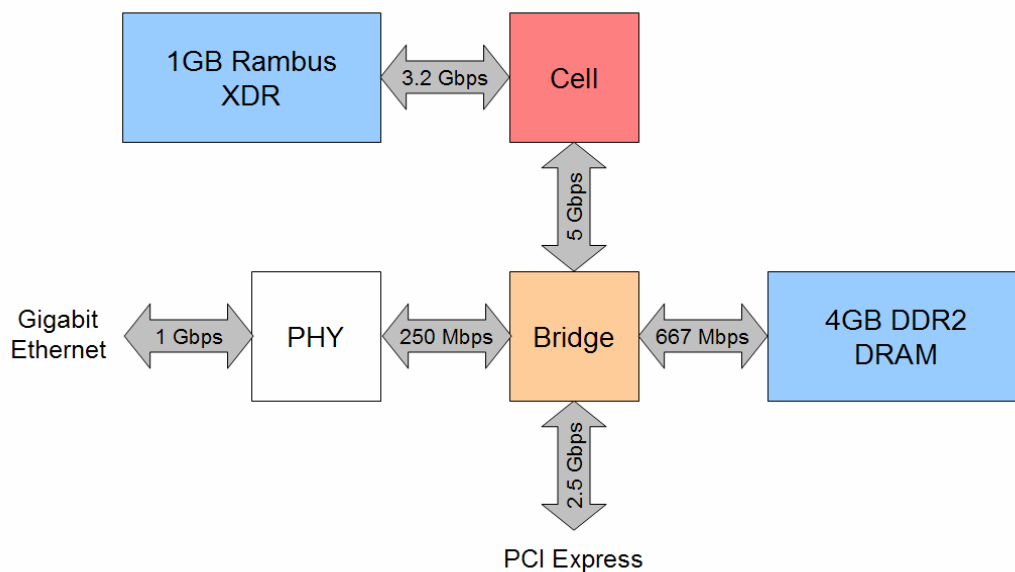 1GB Rambus
XDR
3.2 Gbps
Cell
5 Gbps
Gigabit
Ethernet
1 Gbps
PHY
250 Mbps
Bridge
667 Mbps
4GB DDR2
DRAM
2.5 Gbps
PCI Express